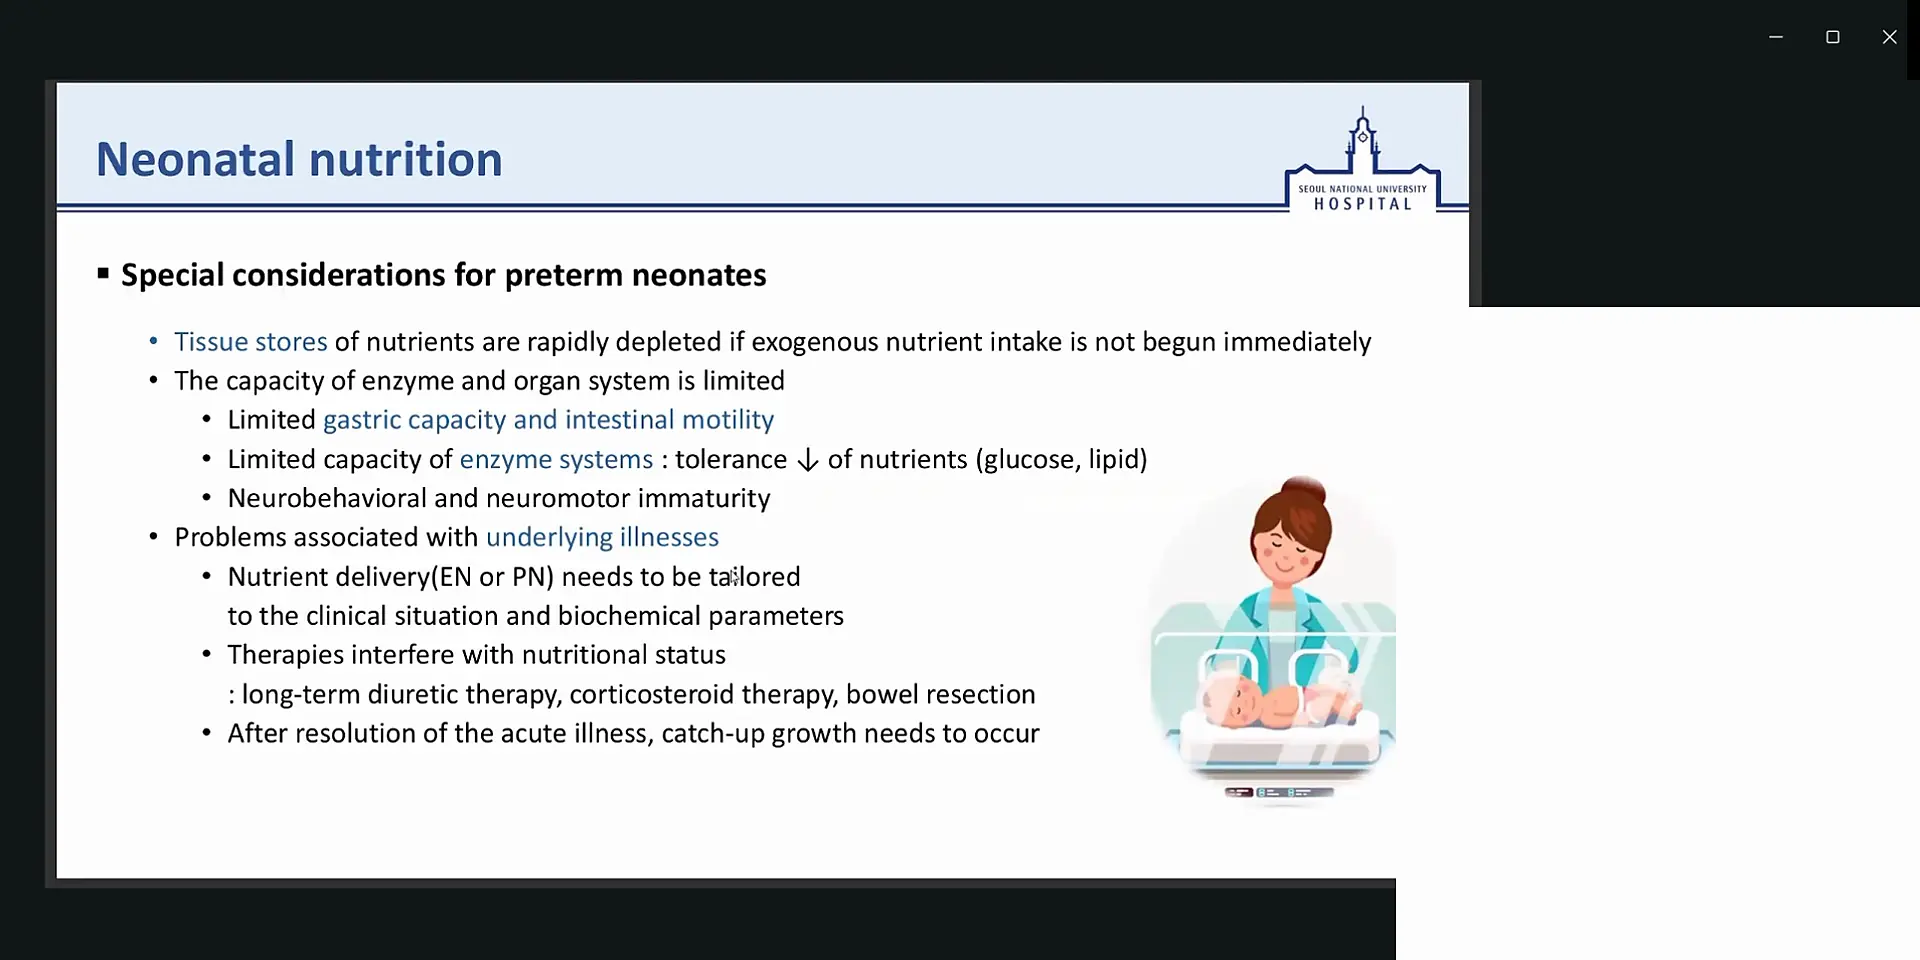 Neonatal nutrition
SEOUL NATIONAL UNIVERSITY
HOSPITAL
▪ Special considerations for preterm neonates
• Tissue stores of nutrients are rapidly depleted if exogenous nutrient intake is not begun immediately
• The capacity of enzyme and organ system is limited
• Limited gastric capacity and intestinal motility
• Limited capacity of enzyme systems : tolerance ↓ of nutrients (glucose, lipid)
• Neurobehavioral and neuromotor immaturity
• Problems associated with underlying illnesses
• Nutrient delivery(EN or PN) needs to be tailored
to the clinical situation and biochemical parameters
• Therapies interfere with nutritional status
: long-term diuretic therapy, corticosteroid therapy, bowel resection
• After resolution of the acute illness, catch-up growth needs to occur